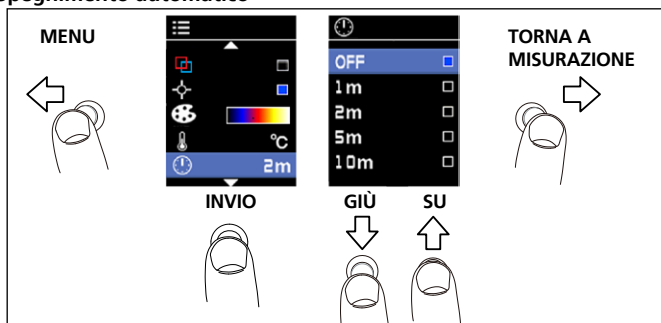 spegnimento automatico
MENU
TORNA A
MISURAZIONE
°C
2m
OFF
1m
2m
5m
10m
INVIO
GIÙ
SU